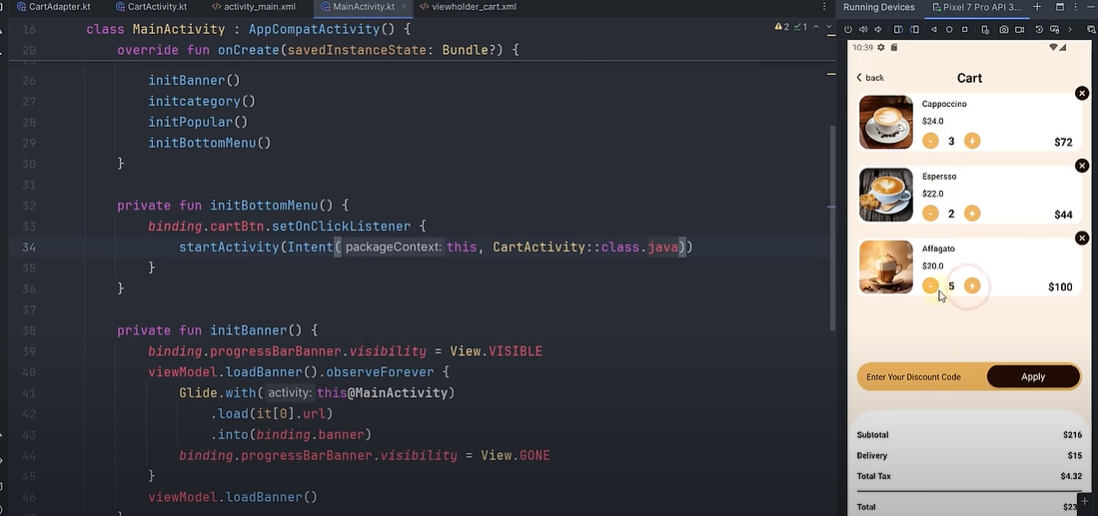 CartAdapter.kt CartActivity.kt activity_main.xml MainActivity.kt viewholder_cart.xml
Running Devices Pixel 7 Pro API 3...
16 class MainActivity : AppCompatActivity() {
20 override fun onCreate(savedInstanceState: Bundle?) {
2 1
26 initBanner()
27 initcategory()
28 initPopular()
29 initBottomMenu()
30 }
31
32 private fun initBottomMenu() {
33 binding.cartBtn.setOnClickListener {
34 startActivity(Intent( packageContext: this, CartActivity::class.java))
35 }
36 }
37
38 private fun initBanner() {
39 binding.progressBarBanner.visibility = View.VISIBLE
40 viewModel.loadBanner().observeForever {
41 Glide.with( activity: this@MainActivity)
42 .load(it[0].url)
43 .into(binding.banner)
44 binding.progressBarBanner.visibility = View.GONE
45 }
46 viewModel.loadBanner()
10:39
back
Cart
Cappoccino
$24.0
- 3 + $72
Espersso
$22.0
- 2 + $44
Affagato
$20.0
- 5 + $100
Enter Your Discount Code Apply
Subtotal $216
Delivery $15
Total Tax $4.32
Total